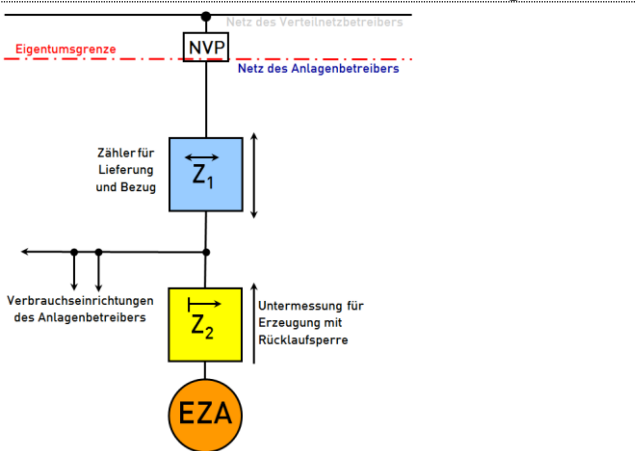 Netz des Verteilnetzbetreibers
NVP
Eigentumsgrenze
Netz des Anlagenbetreibers
Zähler für
Lieferung
und Bezug
Z1
Verbrauchseinrichtungen
des Anlagenbetreibers
Z2
Untermessung für
Erzeugung mit
Rücklaufsperre
EZA